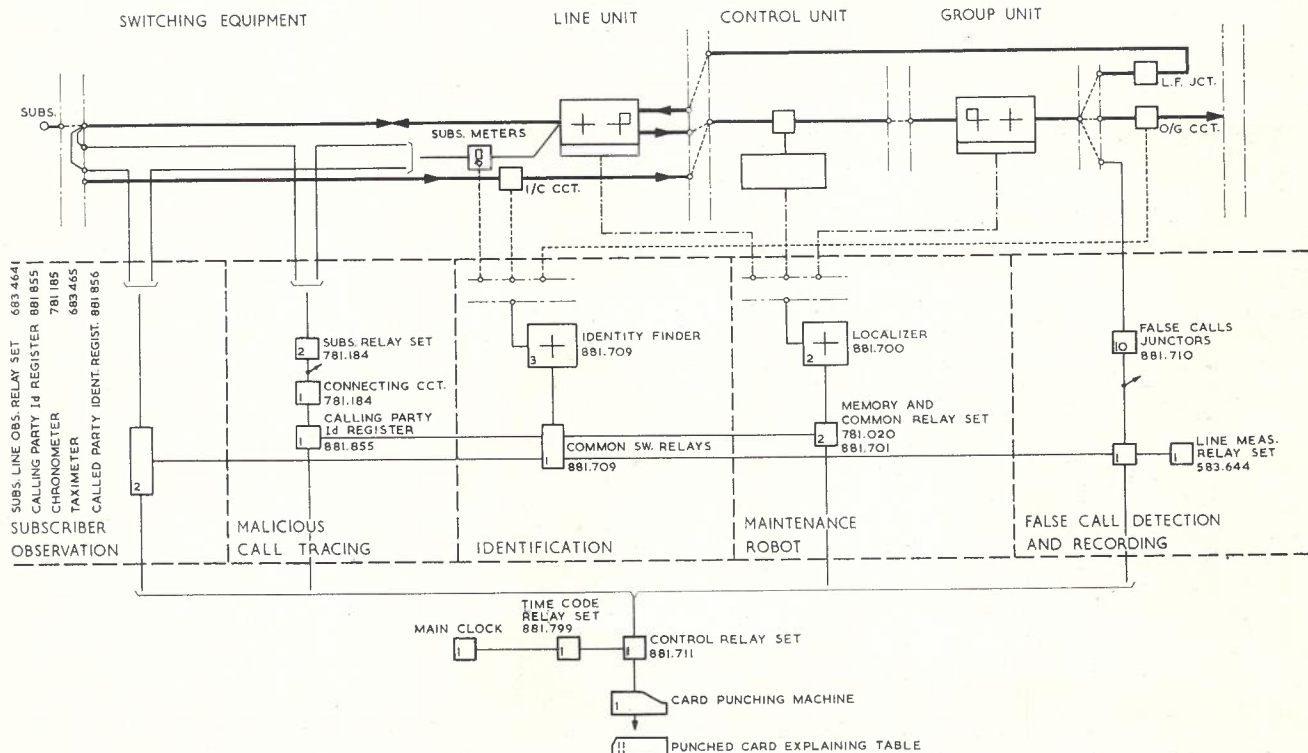 SWITCHING EQUIPMENT
LINE UNIT
CONTROL UNIT
GROUP UNIT
SUBS.
SUBS. METERS
I/C CCT.
L.F. JCT.
O/G CCT.
SUBS. LINE OBS. RELAY SET 683 464
CALLING PARTY Id REGISTER 881 855
CHRONOMETER 781 185
TAXIMETER 683 465
CALLED PARTY IDENT. REGIST. 881 856
2
SUBSCRIBER
OBSERVATION
2
SUBS. RELAY SET
781.184
1
CONNECTING CCT.
781.184
1
CALLING PARTY
Id REGISTER
881.855
MALICIOUS
CALL TRACING
3
IDENTITY FINDER
881.709
1
COMMON SW. RELAYS
881.709
IDENTIFICATION
2
LOCALIZER
881.700
2
MEMORY AND
COMMON RELAY SET
781.020
881.701
MAINTENANCE
ROBOT
10
FALSE CALLS
JUNCTORS
881.710
1
1
LINE MEAS.
RELAY SET
583.644
FALSE CALL DETECTION
AND RECORDING
MAIN CLOCK
1
TIME CODE
RELAY SET
881.799
1
1
CONTROL RELAY SET
881.711
1
CARD PUNCHING MACHINE
PUNCHED CARD EXPLAINING TABLE